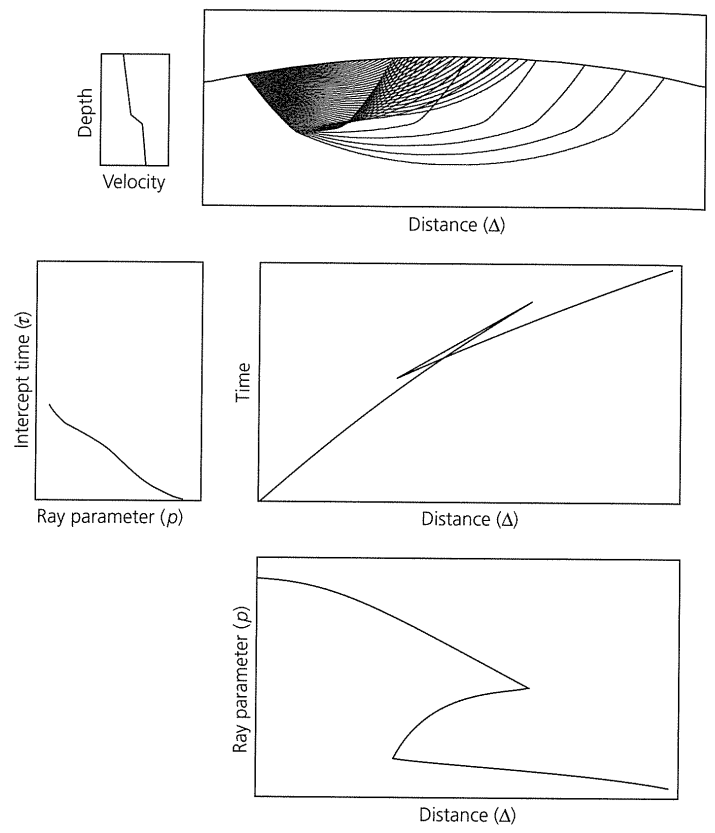 Depth
Velocity
Distance (Δ)
Intercept time (τ)
Ray parameter (p)
Time
Distance (Δ)
Ray parameter (p)
Distance (Δ)